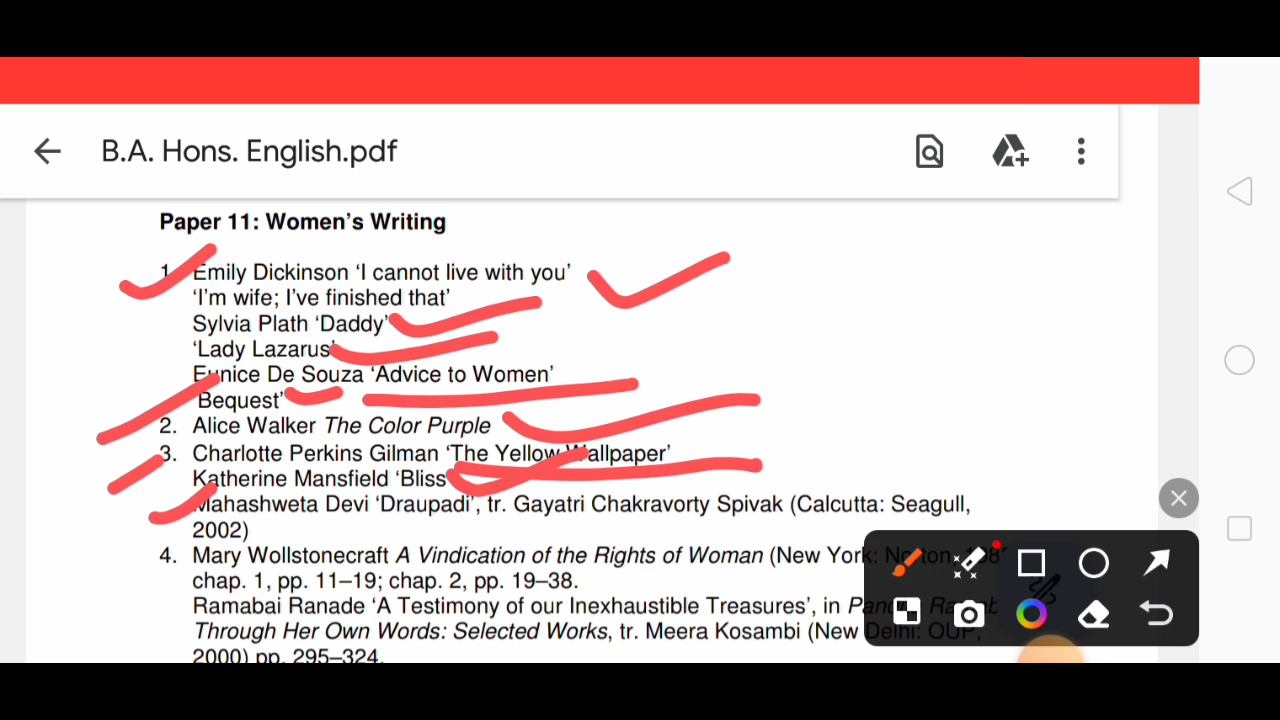 B.A. Hons. English.pdf
Paper 11: Women's Writing
1. Emily Dickinson ‘I cannot live with you’
‘I’m wife; I’ve finished that’
Sylvia Plath ‘Daddy’
‘Lady Lazarus’
Eunice De Souza ‘Advice to Women’
Bequest’
2. Alice Walker The Color Purple
3. Charlotte Perkins Gilman ‘The Yellow Wallpaper’
Katherine Mansfield ‘Bliss’
Mahashweta Devi ‘Draupadi’, tr. Gayatri Chakravorty Spivak (Calcutta: Seagull,
2002)
4. Mary Wollstonecraft A Vindication of the Rights of Woman (New York: Norton,
chap. 1, pp. 11–19; chap. 2, pp. 19–38.
Ramabai Ranade ‘A Testimony of our Inexhaustible Treasures’, in
Through Her Own Words: Selected Works, tr. Meera Kosambi (New Delhi: OUP,
2000) pp. 295–324.